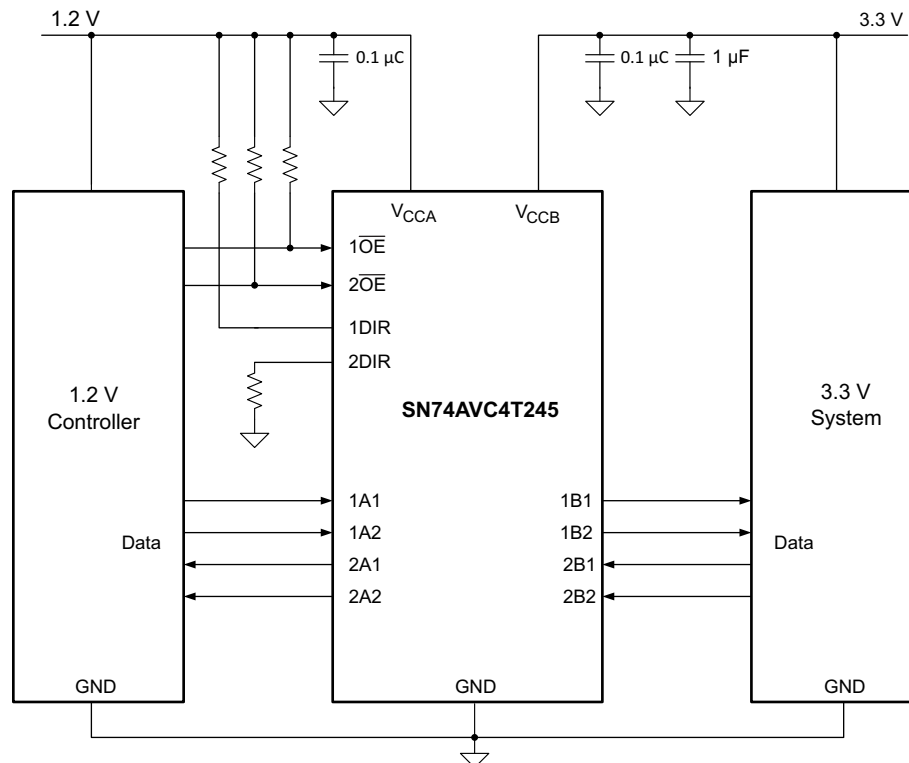 1.2 V
3.3 V
0.1 µC
0.1 µC
1 µF
VCCA
VCCB
1OE
2OE
1DIR
2DIR
1.2 V
Controller
SN74AVC4T245
3.3 V
System
1A1
1B1
1A2
1B2
Data
Data
2A1
2B1
2A2
2B2
GND
GND
GND